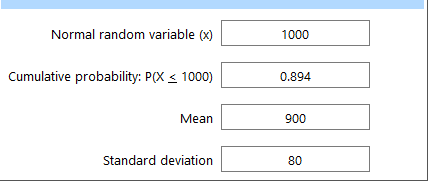 Normal random variable (x) 1000
Cumulative probability: P(X ≤ 1000) 0.894
Mean 900
Standard deviation 80